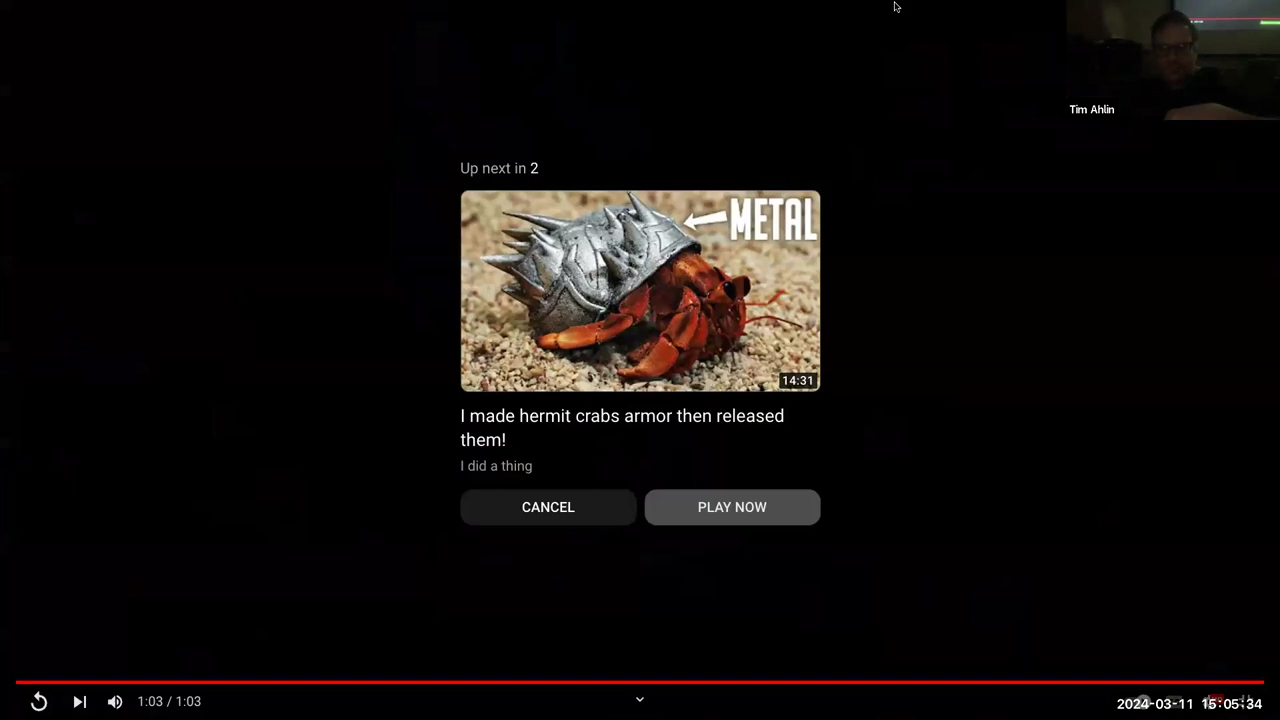 Tim Ahlin
Up next in 2
METAL
14:31
I made hermit crabs armor then released
them!
I did a thing
CANCEL
PLAY NOW
1:03 / 1:03
2024-03-11 15:05:34